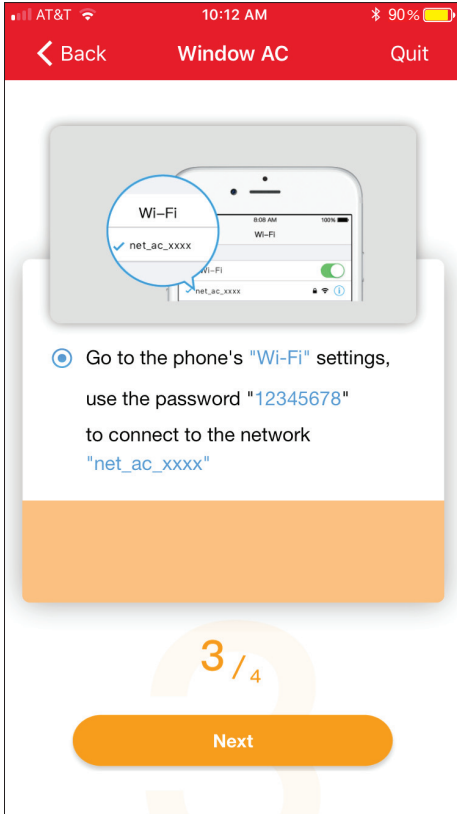 AT&T 10:12 AM 90%
Back Window AC Quit
8:08 AM 100%
Wi-Fi
Wi-Fi
net_ac_xxxx
Wi-Fi
net_ac_xxxx
Go to the phone's "Wi-Fi" settings,
use the password "12345678"
to connect to the network
"net_ac_xxxx"
3/4
Next
3